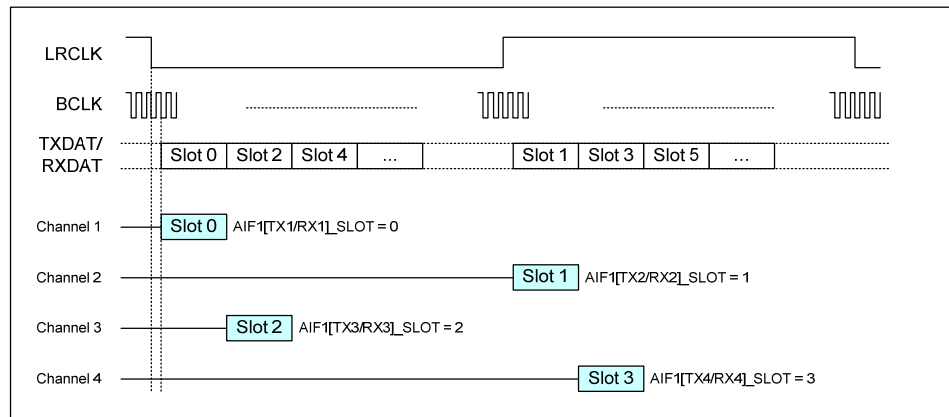 LRCLK
BCLK
TXDAT/
RXDAT
Slot 0 Slot 2 Slot 4 ... Slot 1 Slot 3 Slot 5 ...
Channel 1 Slot 0 AIF1[TX1/RX1]_SLOT = 0
Channel 2 Slot 1 AIF1[TX2/RX2]_SLOT = 1
Channel 3 Slot 2 AIF1[TX3/RX3]_SLOT = 2
Channel 4 Slot 3 AIF1[TX4/RX4]_SLOT = 3